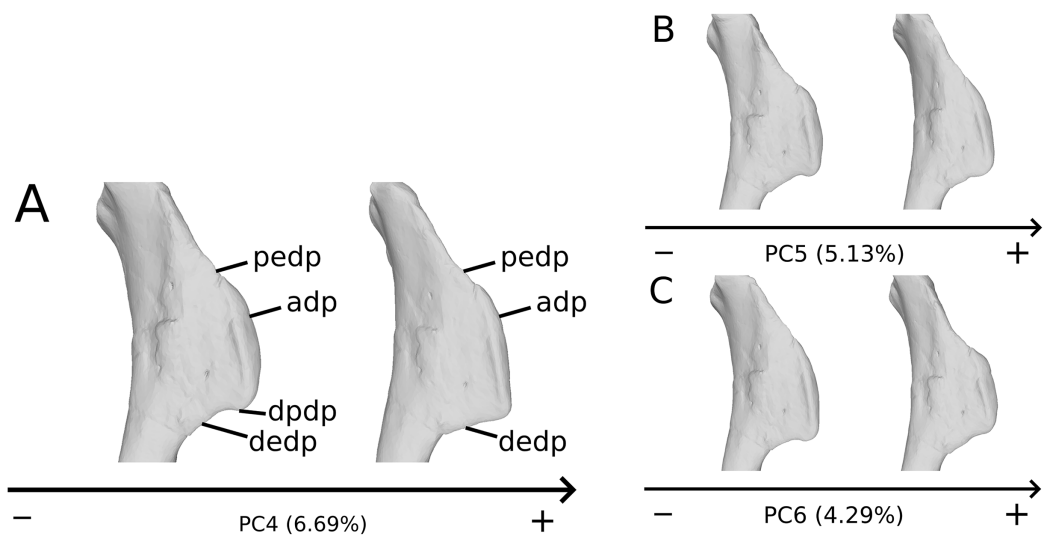 A
pedp
adp
dpdp
dedp
pedp
adp
dedp
− +
PC4 (6.69%)
B
− +
PC5 (5.13%)
C
− +
PC6 (4.29%)